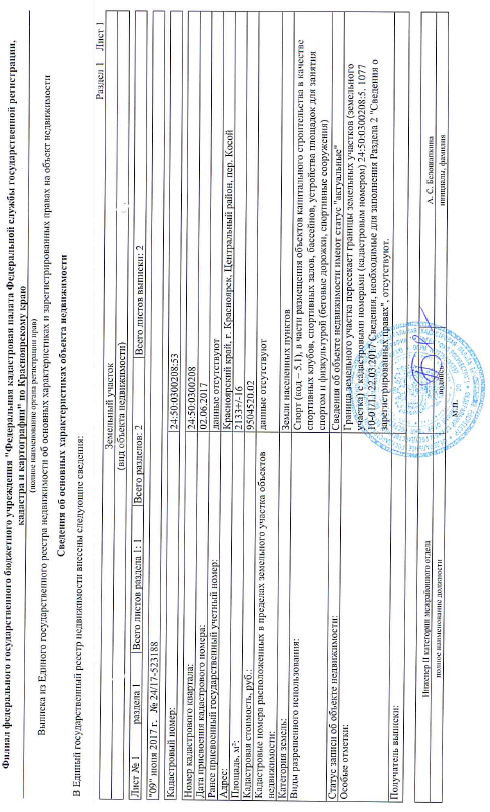 Филиал федерального государственного бюджетного учреждения "Федеральная кадастровая палата Федеральной службы государственной регистрации,
кадастра и картографии" по Красноярскому краю
(полное наименование органа регистрации прав)
Выписка из Единого государственного реестра недвижимости об основных характеристиках и зарегистрированных правах на объект недвижимости
Сведения об основных характеристиках объекта недвижимости
В Единый государственный реестр недвижимости внесены следующие сведения:
Раздел 1 Лист 1
Земельный участок
(вид объекта недвижимости)
Лист № 1 раздела 1 Всего листов раздела 1: 1 Всего разделов: 2 Всего листов выписки: 2
"09" июня 2017 г. № 24/17-523188
Кадастровый номер: 24:50:0300208:53
Номер кадастрового квартала: 24:50:0300208
Дата присвоения кадастрового номера: 02.06.2017
Ранее присвоенный государственный учетный номер: данные отсутствуют
Адрес: Красноярский край, г. Красноярск, Центральный район, пер. Косой
Площадь, м²: 2133+/-16
Кадастровая стоимость, руб.: 9504520.02
Кадастровые номера расположенных в пределах земельного участка объектов данные отсутствуют
недвижимости:
Категория земель: Земли населенных пунктов
Виды разрешенного использования: Спорт (код – 5.1), в части размещения объектов капитального строительства в качестве
спортивных клубов, спортивных залов, бассейнов, устройства площадок для занятия
спортом и физкультурой (беговые дорожки, спортивные сооружения)
Статус записи об объекте недвижимости: Сведения об объекте недвижимости имеют статус "актуальные"
Особые отметки: Граница земельного участка пересекает границы земельных участков (земельного
участка) с кадастровыми номерами (кадастровым номером) 24:50:0300208:5, 1077
22.03.2017 Сведения, необходимые для заполнения Раздела 2 "Сведения о
зарегистрированных правах", отсутствуют.
Получатель выписки:
Инженер II категории межрайонного отдела А. С. Белошапкина
полное наименование должности подпись инициалы, фамилия
М.П.